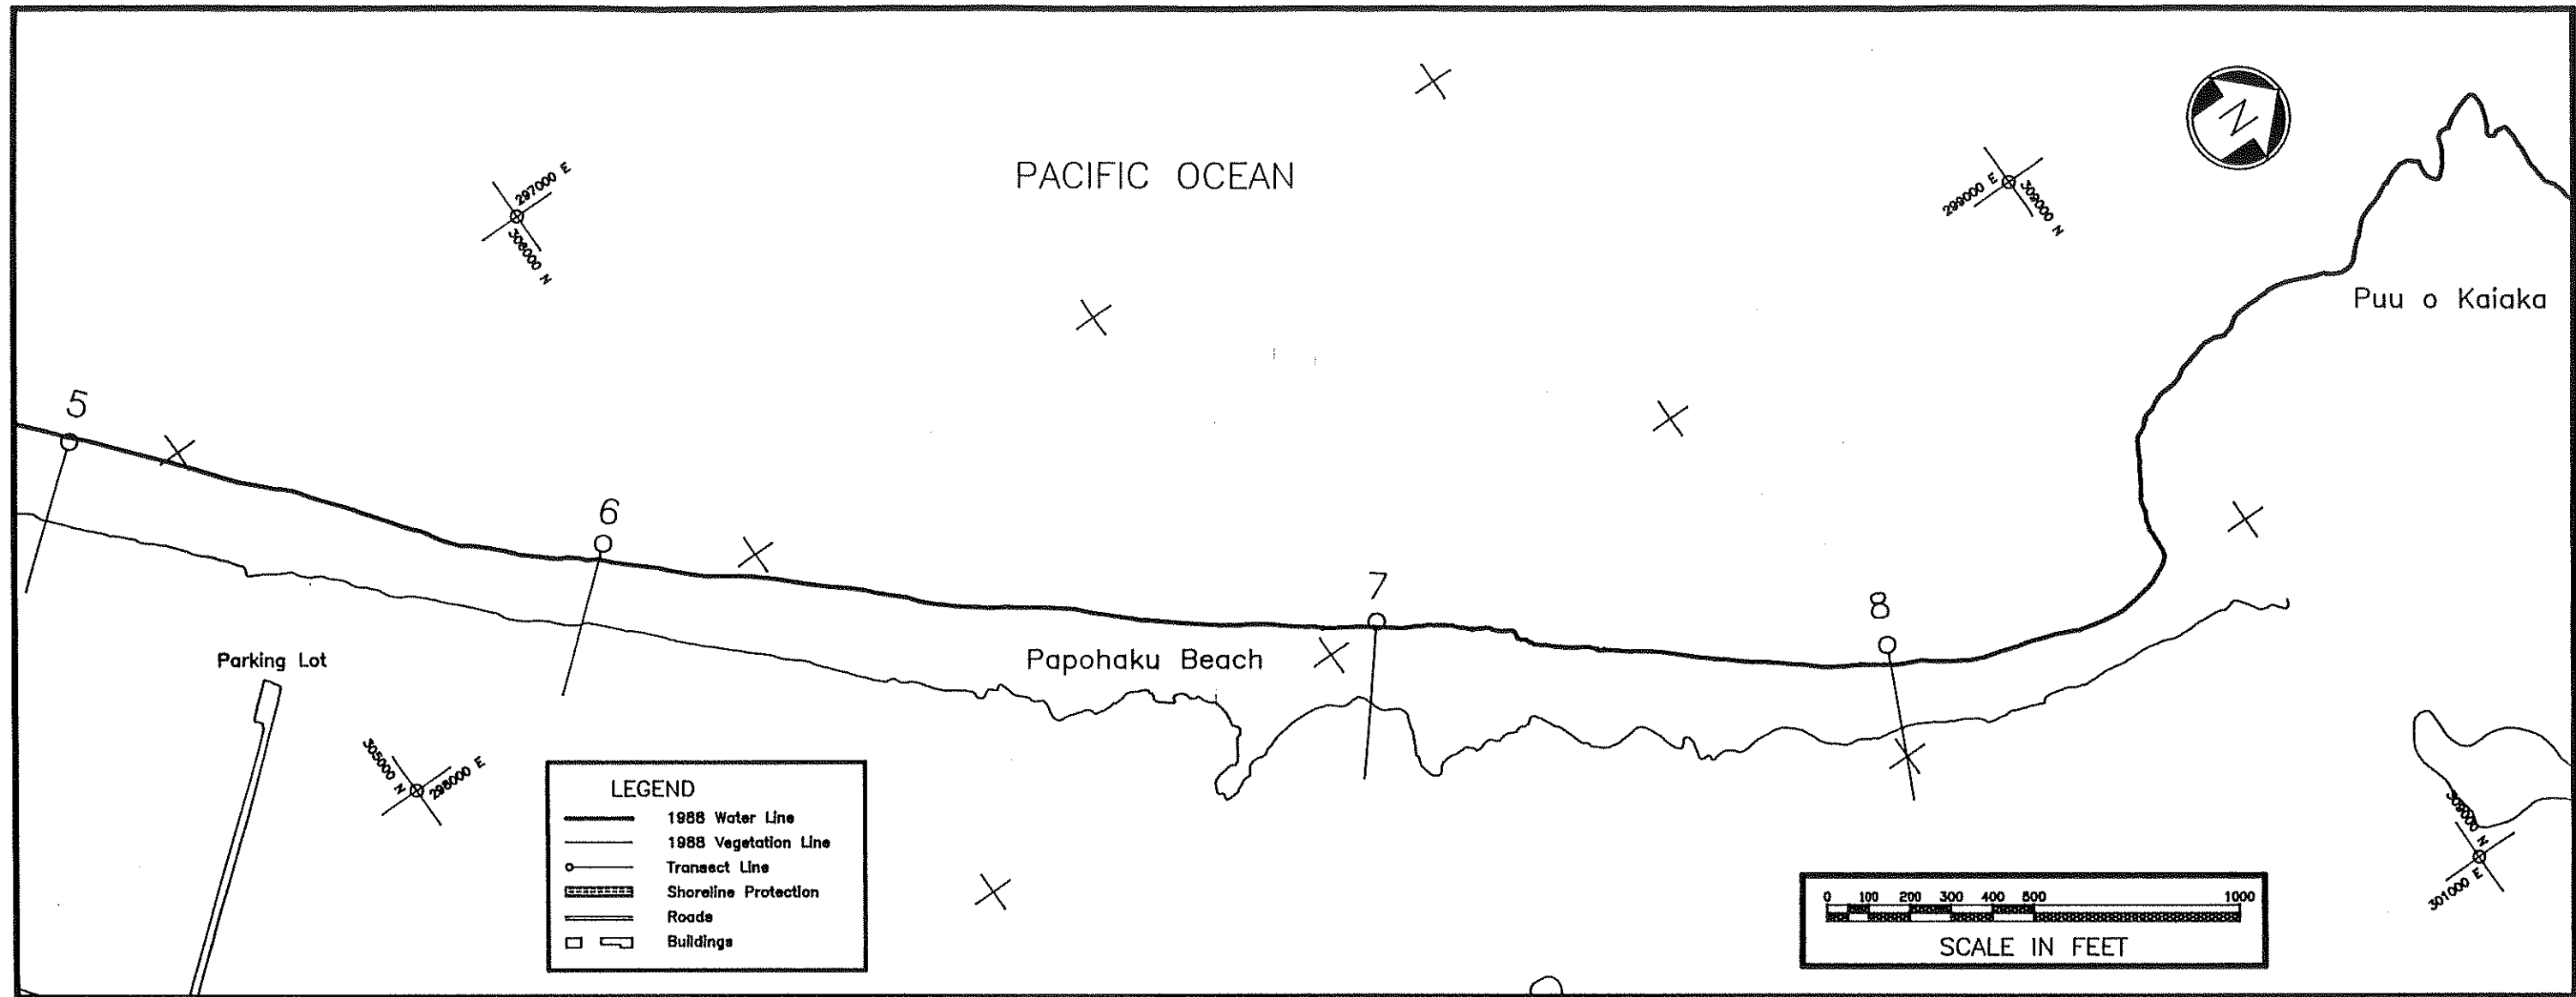 PACIFIC OCEAN
N
297000 E
306000 N
299000 E
309000 N
Puu o Kaiaka
5
6
7
8
Parking Lot
Papohaku Beach
305000 N
298000 E
LEGEND
1988 Water Line
1988 Vegetation Line
Transect Line
Shoreline Protection
Roads
Buildings
309000 N
301000 E
0 100 200 300 400 500 1000
SCALE IN FEET